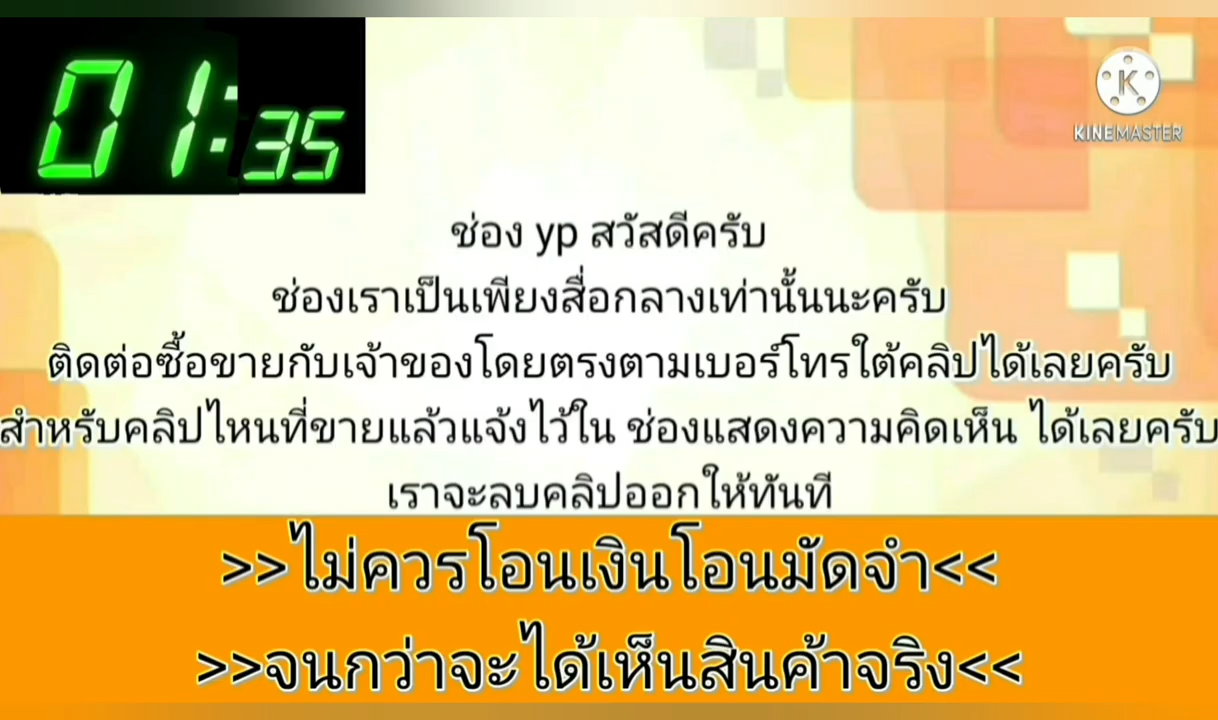 01:35
KINEMASTER
ช่อง yp สวัสดีครับ
ช่องเราเป็นเพียงสื่อกลางเท่านั้นนะครับ
ติดต่อซื้อขายกับเจ้าของโดยตรงตามเบอร์โทรใต้คลิปได้เลยครับ
สำหรับคลิปไหนที่ขายแล้วแจ้งไว้ใน ช่องแสดงความคิดเห็น ได้เลยครับ
เราจะลบคลิปออกให้ทันที
>>ไม่ควรโอนเงินโอนมัดจำ<<
>>จนกว่าจะได้เห็นสินค้าจริง<<